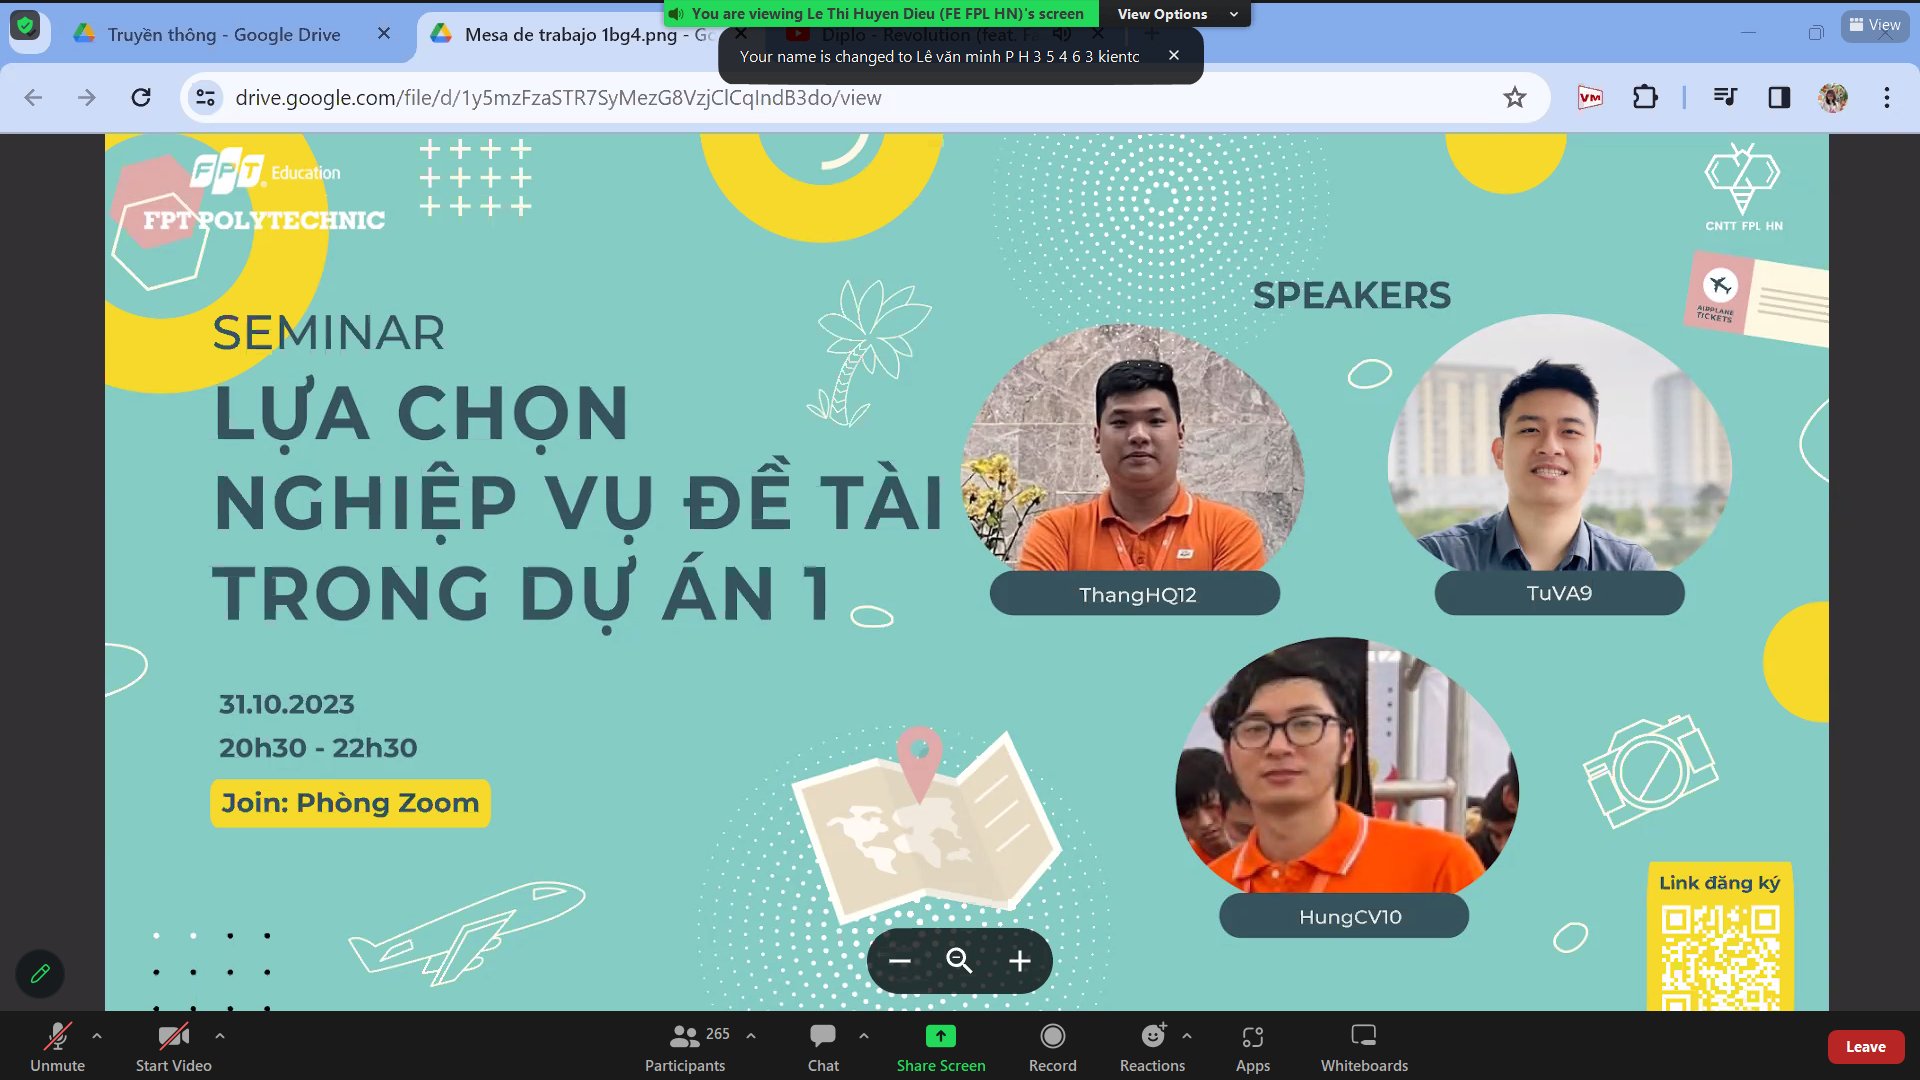 You are viewing Le Thi Huyen Dieu (FE FPL HN)'s screen
View Options
View
Truyền thông - Google Drive
Mesa de trabajo 1bg4.png - Go
Diplo - Revolution (feat. Fa
Your name is changed to Lê văn minh P H 3 5 4 6 3 kientc
drive.google.com/file/d/1y5mzFzaSTR7SyMezG8VzjClCqIndB3do/view
VM
FPT Education
FPT POLYTECHNIC
CNTT FPL HN
AIRPLANE
TICKETS
SEMINAR
LỰA CHỌN
NGHIỆP VỤ ĐỀ TÀI
TRONG DỰ ÁN 1
31.10.2023
20h30 - 22h30
Join: Phòng Zoom
SPEAKERS
ThangHQ12
TuVA9
HungCV10
Link đăng ký
Unmute
Start Video
265
Participants
Chat
Share Screen
Record
Reactions
Apps
Whiteboards
Leave